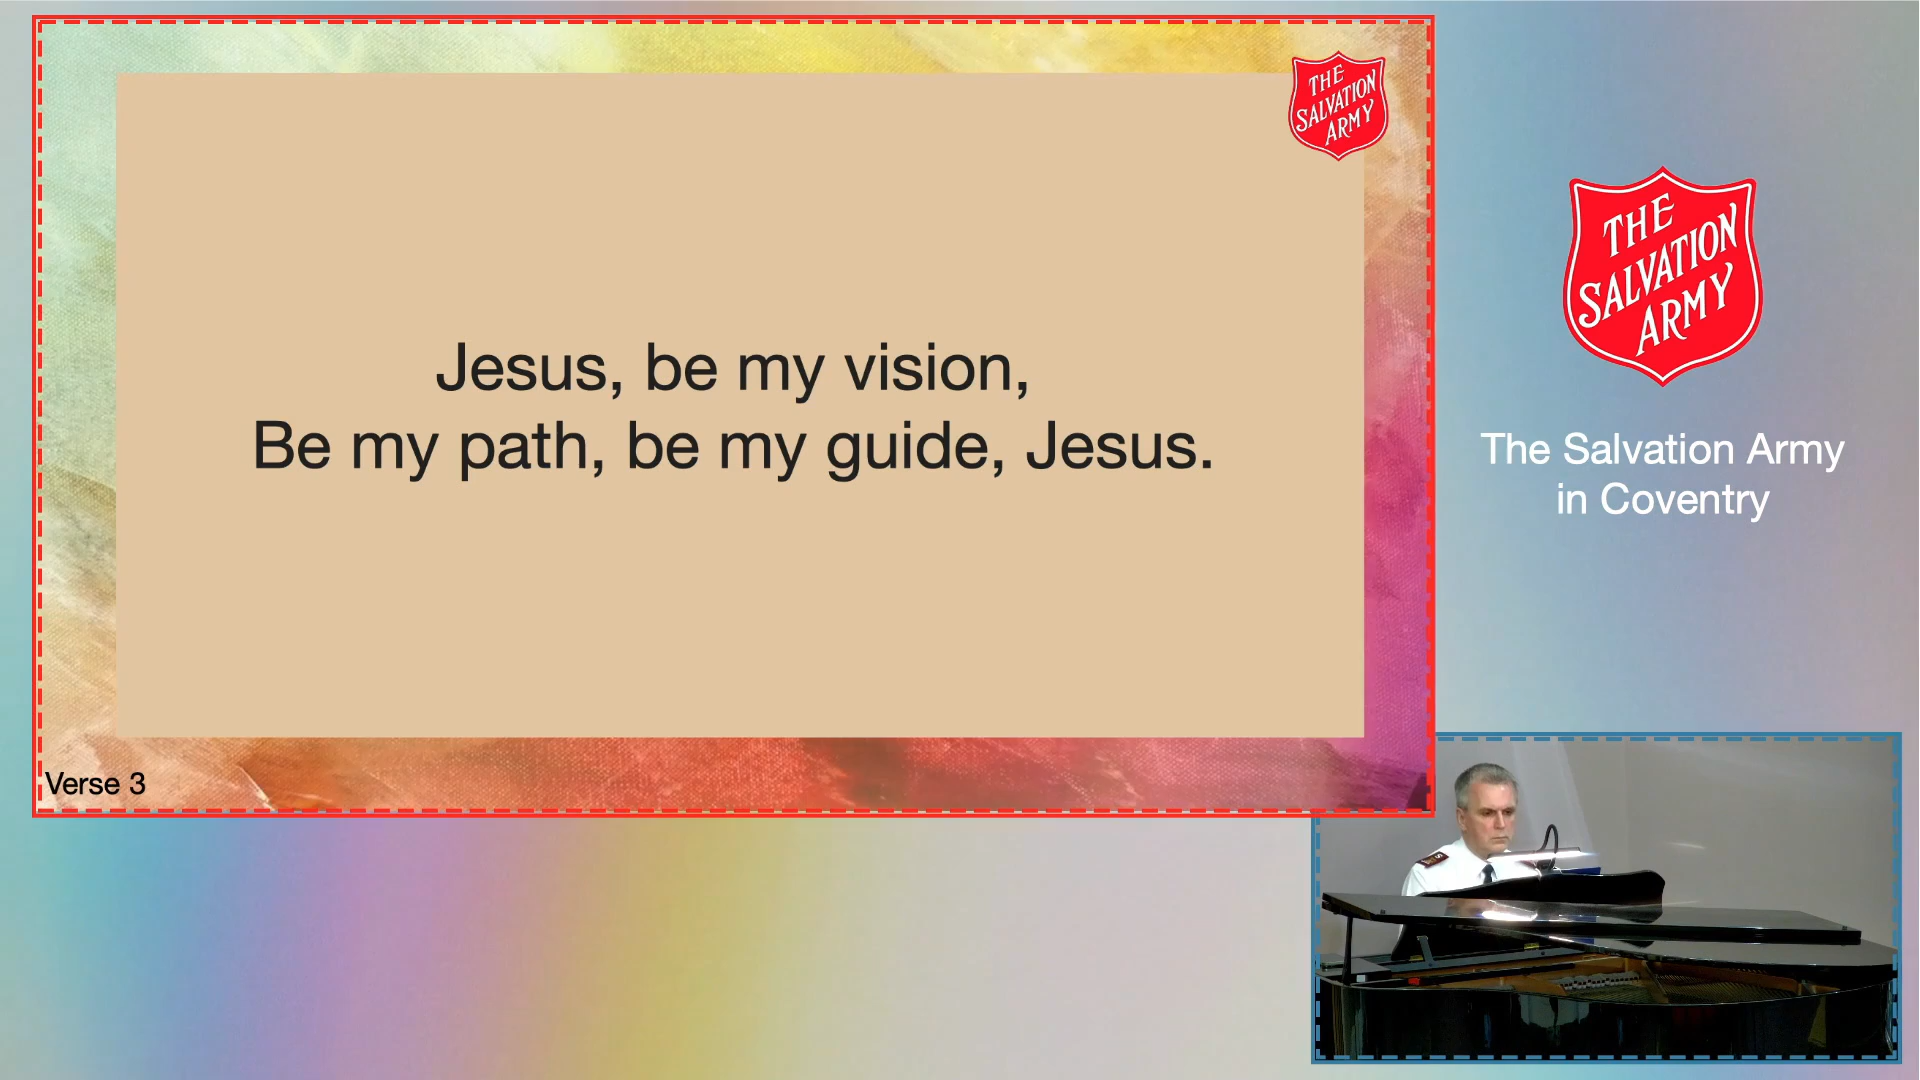 THE
SALVATION
ARMY
Jesus, be my vision,
Be my path, be my guide, Jesus.
Verse 3
THE
SALVATION
ARMY
The Salvation Army
in Coventry